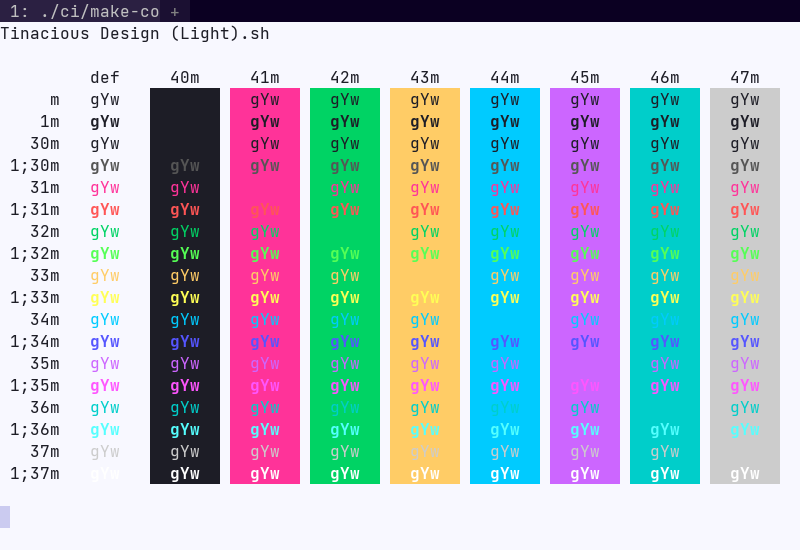 1: ./ci/make-co +
Tinacious Design (Light).sh
def 40m 41m 42m 43m 44m 45m 46m 47m
m gYw gYw gYw gYw gYw gYw gYw gYw
1m gYw gYw gYw gYw gYw gYw gYw gYw
30m gYw gYw gYw gYw gYw gYw gYw gYw
1;30m gYw gYw gYw gYw gYw gYw gYw gYw gYw
31m gYw gYw gYw gYw gYw gYw gYw gYw
1;31m gYw gYw gYw gYw gYw gYw gYw gYw gYw
32m gYw gYw gYw gYw gYw gYw gYw gYw
1;32m gYw gYw gYw gYw gYw gYw gYw gYw gYw
33m gYw gYw gYw gYw gYw gYw gYw gYw
1;33m gYw gYw gYw gYw gYw gYw gYw gYw gYw
34m gYw gYw gYw gYw gYw gYw gYw gYw
1;34m gYw gYw gYw gYw gYw gYw gYw gYw gYw
35m gYw gYw gYw gYw gYw gYw gYw gYw
1;35m gYw gYw gYw gYw gYw gYw gYw gYw gYw
36m gYw gYw gYw gYw gYw gYw gYw gYw
1;36m gYw gYw gYw gYw gYw gYw gYw gYw gYw
37m gYw gYw gYw gYw gYw gYw gYw gYw
1;37m gYw gYw gYw gYw gYw gYw gYw gYw gYw